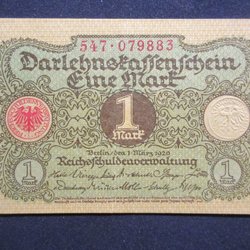 547·079883
Darlehnskassenschein
Eine Mark
1
Mark
Berlin, den 1. März 1920
Reichsschuldenverwaltung
1
1